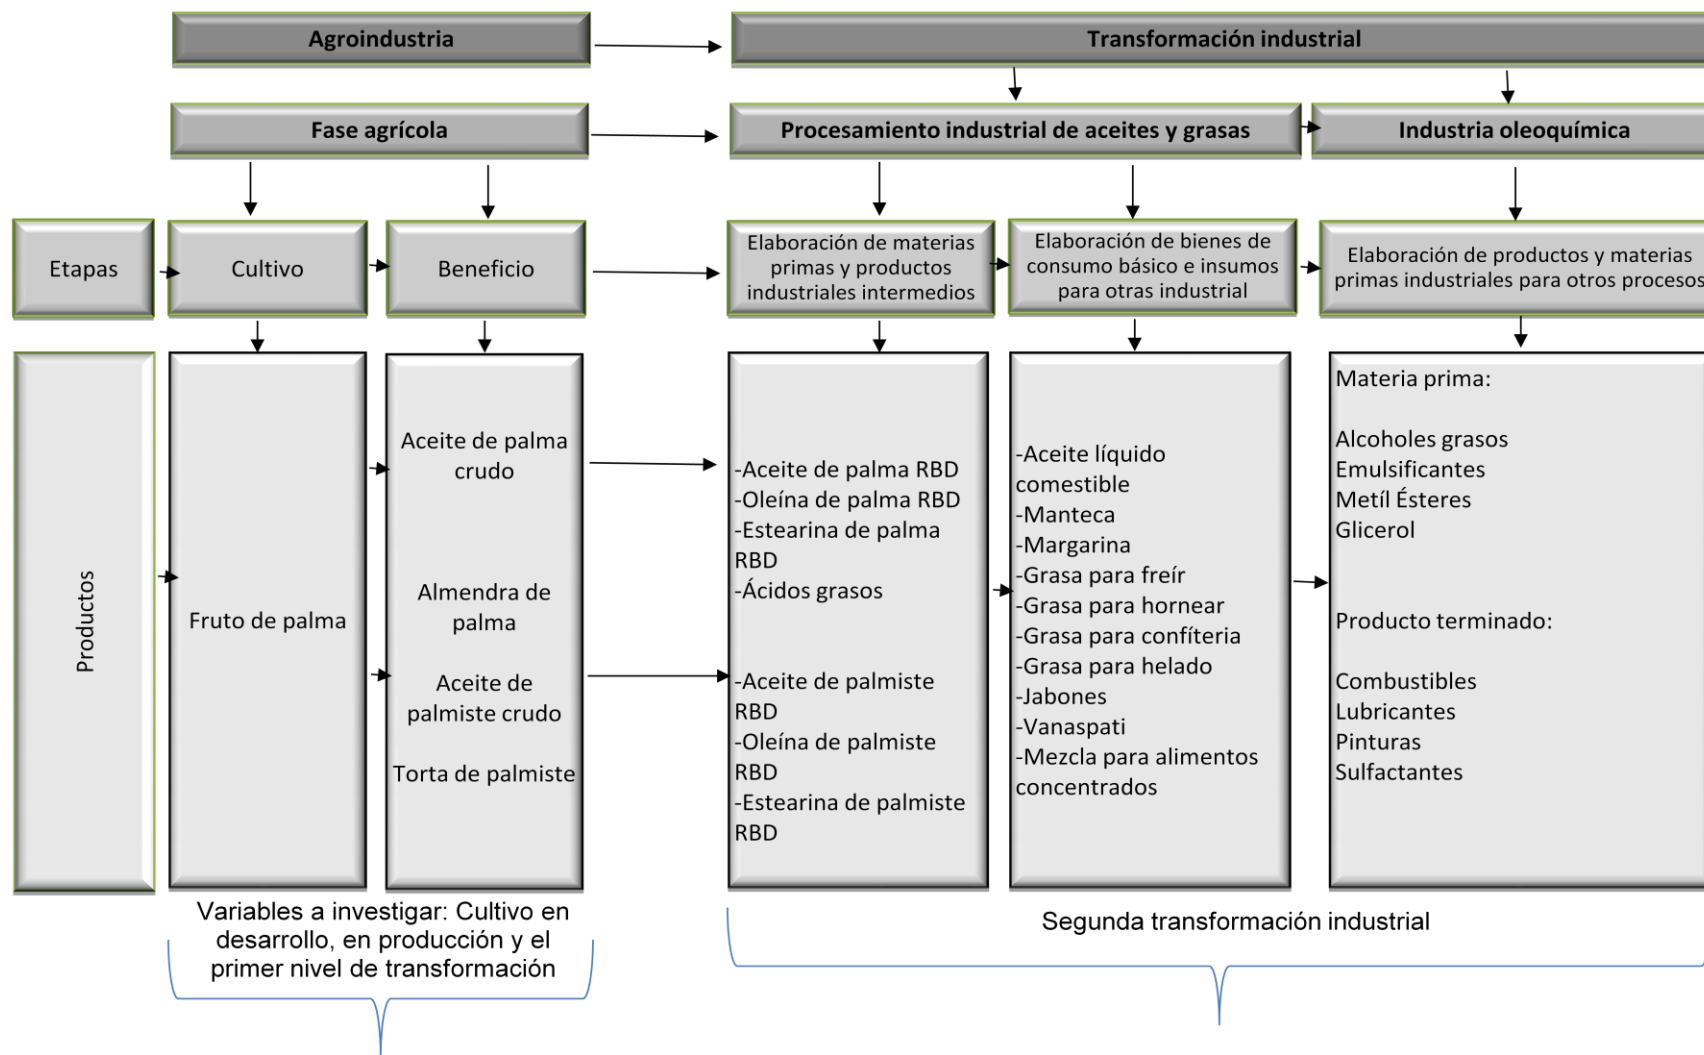 Agroindustria
Transformación industrial
Fase agrícola
Procesamiento industrial de aceites y grasas
Industria oleoquímica
Etapas
Cultivo
Beneficio
Elaboración de materias
primas y productos
industriales intermedios
Elaboración de bienes de
consumo básico e insumos
para otras industrial
Elaboración de productos y materias
primas industriales para otros procesos
Productos
Fruto de palma
Aceite de palma
crudo
Almendra de
palma
Aceite de
palmiste crudo
Torta de palmiste
-Aceite de palma RBD
-Oleína de palma RBD
-Estearina de palma
RBD
-Ácidos grasos
-Aceite de palmiste
RBD
-Oleína de palmiste
RBD
-Estearina de palmiste
RBD
-Aceite líquido
comestible
-Manteca
-Margarina
-Grasa para freír
-Grasa para hornear
-Grasa para confíteria
-Grasa para helado
-Jabones
-Vanaspati
-Mezcla para alimentos
concentrados
Materia prima:
Alcoholes grasos
Emulsificantes
Metíl Ésteres
Glicerol
Producto terminado:
Combustibles
Lubricantes
Pinturas
Sulfactantes
Variables a investigar: Cultivo en
desarrollo, en producción y el
primer nivel de transformación
Segunda transformación industrial